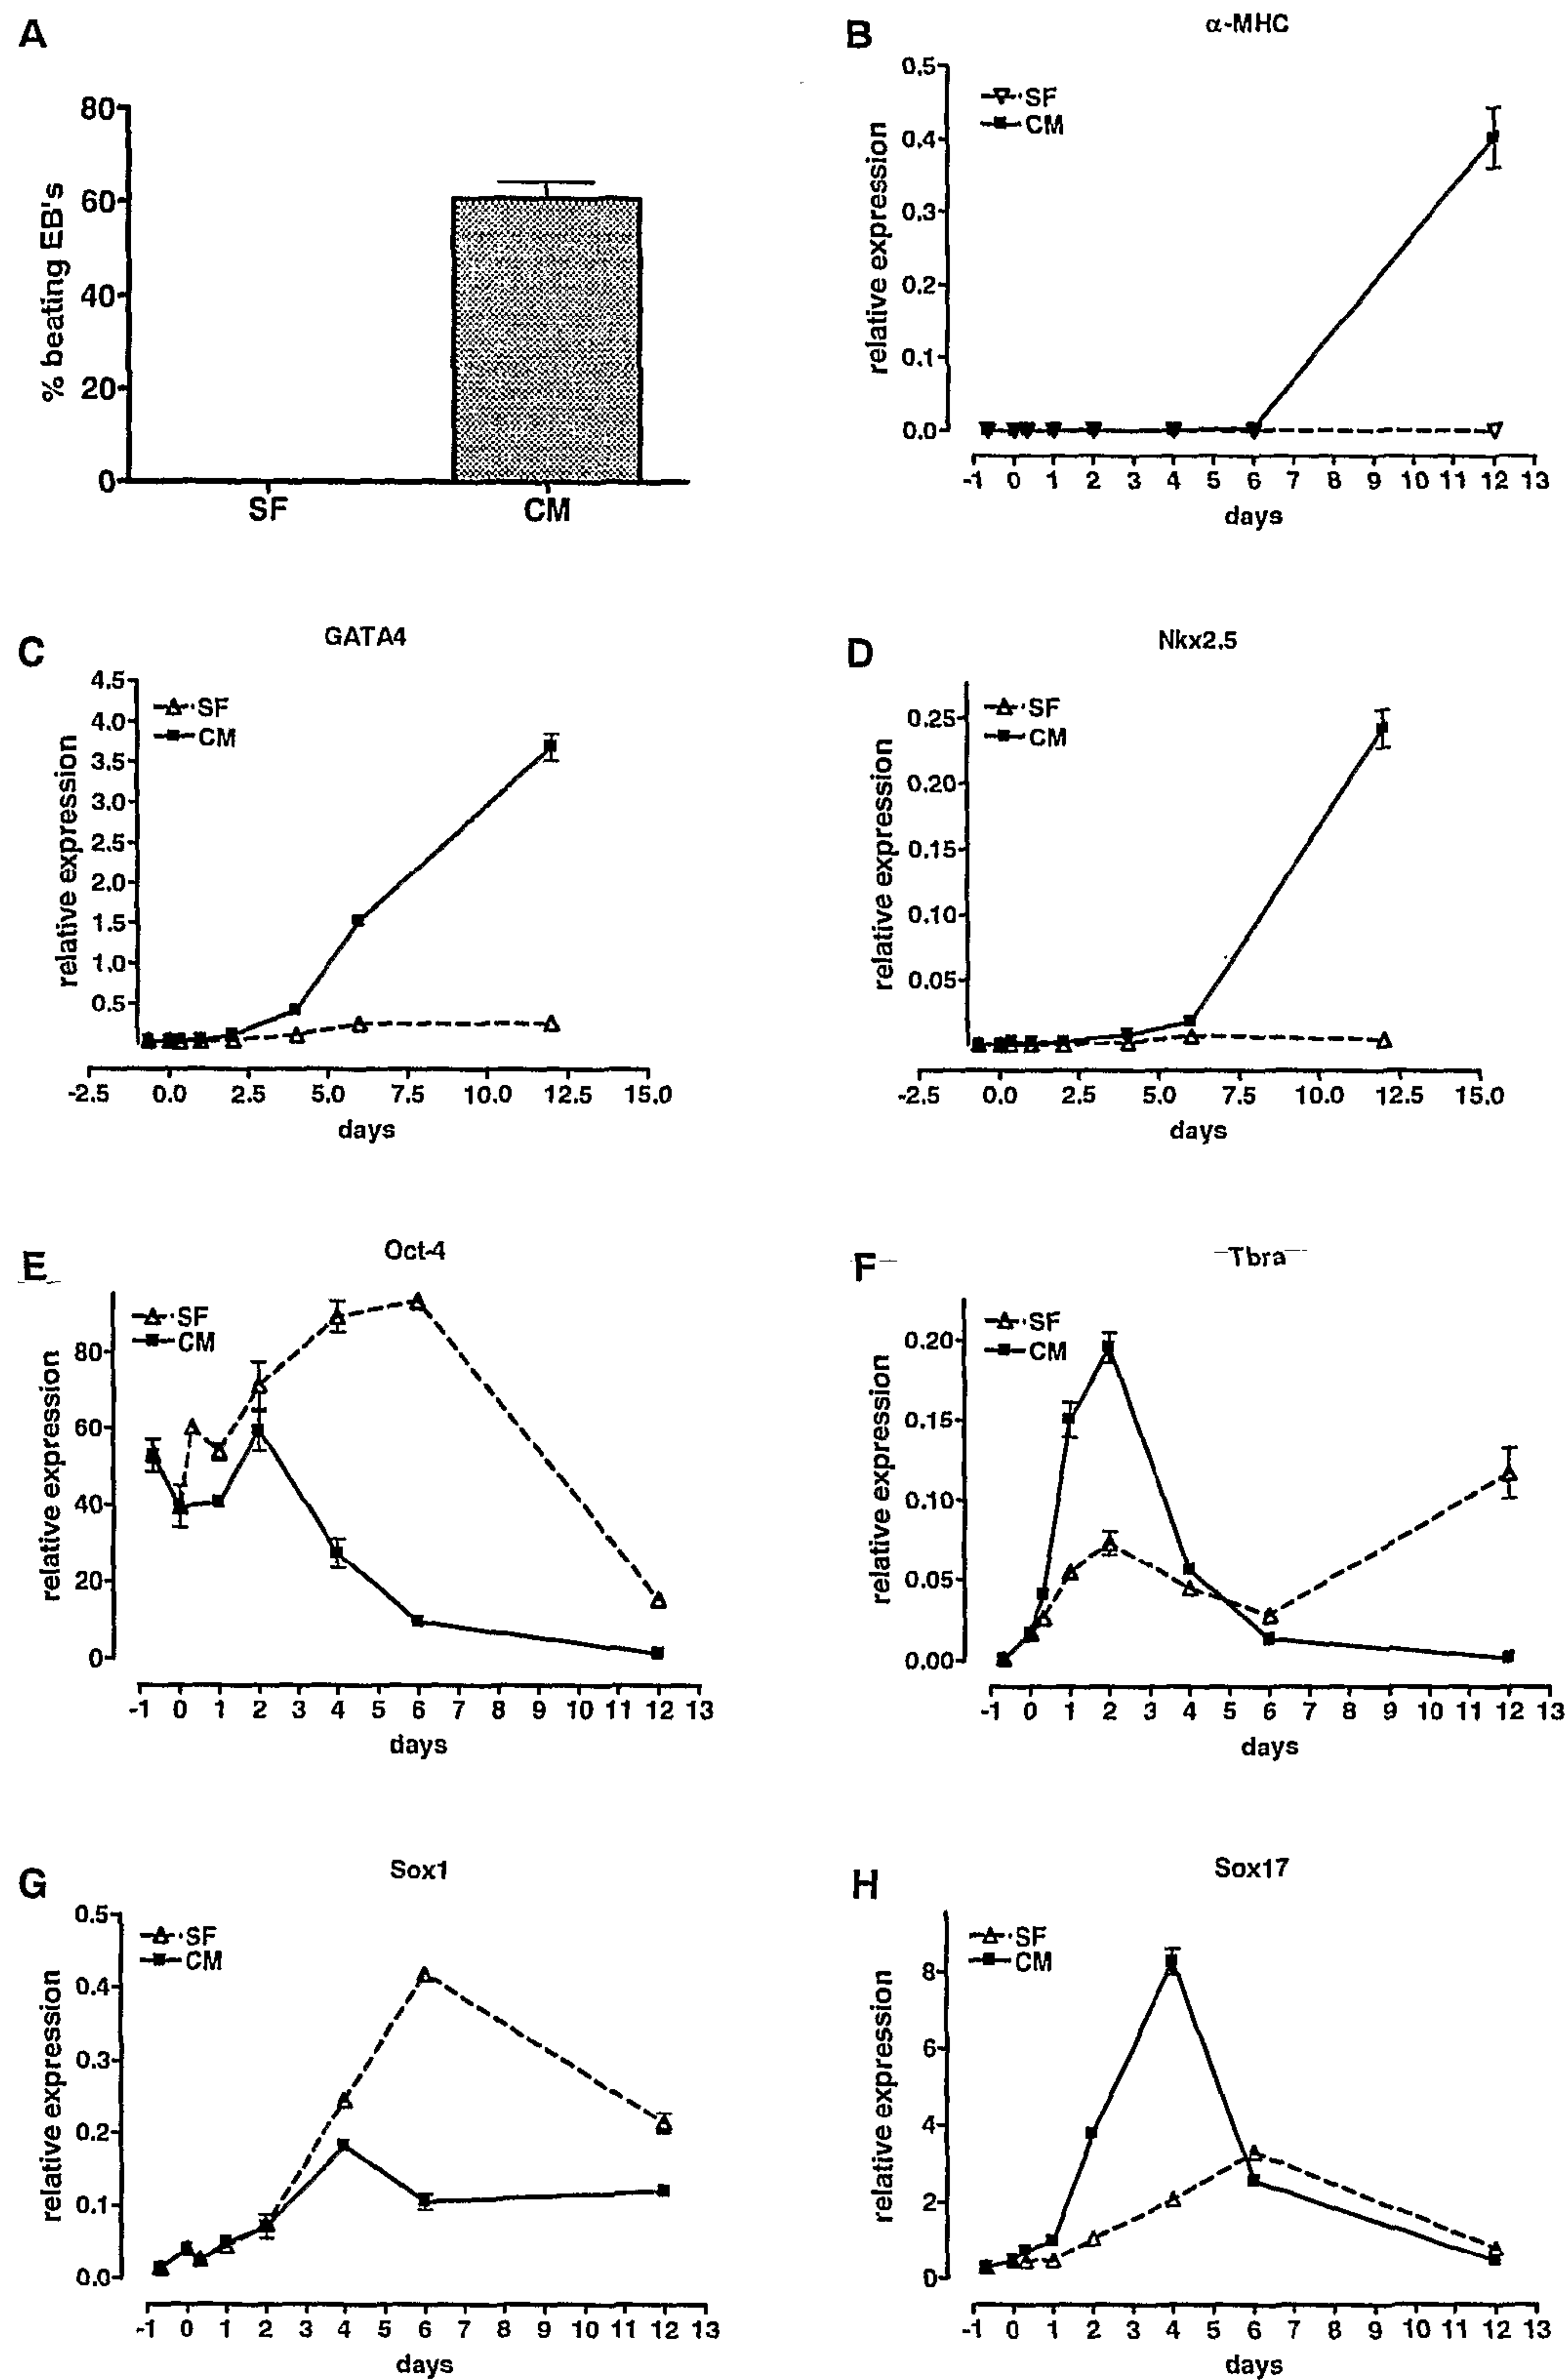 A
80
60
40
20
0
% beating EB's
SF CM
B
α-MHC
0.5
0.4
0.3
0.2
0.1
0.0
relative expression
SF
CM
-1 0 1 2 3 4 5 6 7 8 9 10 11 12 13
days
C
GATA4
4.5
4.0
3.5
3.0
2.5
2.0
1.5
1.0
0.5
relative expression
SF
CM
-2.5 0.0 2.5 5.0 7.5 10.0 12.5 15.0
days
D
Nkx2.5
0.25
0.20
0.15
0.10
0.05
relative expression
SF
CM
-2.5 0.0 2.5 5.0 7.5 10.0 12.5 15.0
days
E
Oct-4
80
60
40
20
0
relative expression
SF
CM
-1 0 1 2 3 4 5 6 7 8 9 10 11 12 13
days
F
Tbra
0.20
0.15
0.10
0.05
0.00
relative expression
SF
CM
-1 0 1 2 3 4 5 6 7 8 9 10 11 12 13
days
G
Sox1
0.5
0.4
0.3
0.2
0.1
0.0
relative expression
SF
CM
-1 0 1 2 3 4 5 6 7 8 9 10 11 12 13
days
H
Sox17
8
6
4
2
0
relative expression
SF
CM
-1 0 1 2 3 4 5 6 7 8 9 10 11 12 13
days